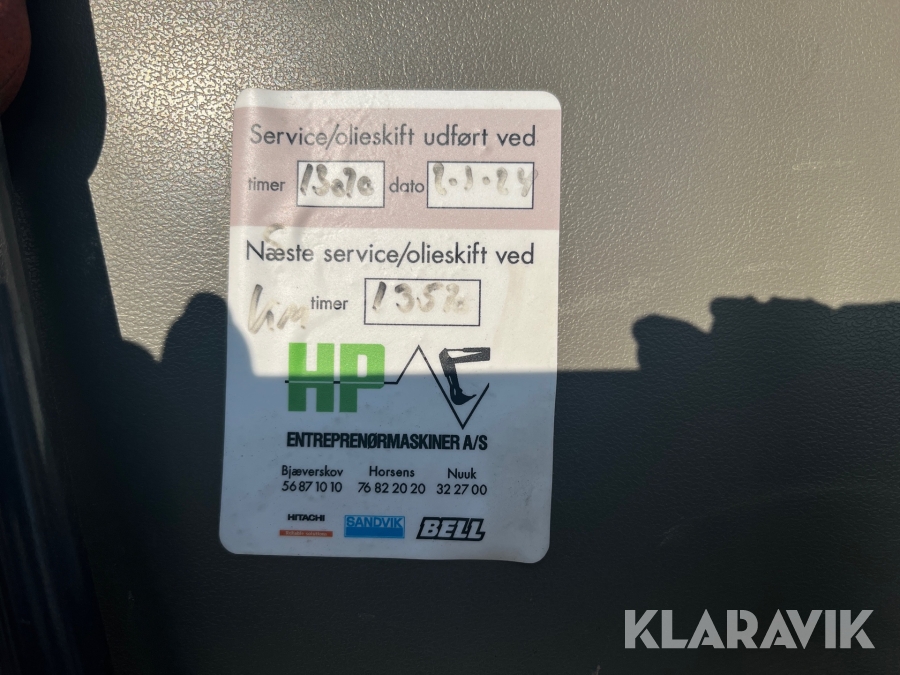 Service/olieskift udført ved
timer dato
Næste service/olieskift ved
timer
HP
ENTREPRENØRMASKINER A/S
Bjæverskov Horsens Nuuk
56 87 10 10 76 82 20 20 32 27 00
HITACHI SANDVIK BELL
KLARAVIK